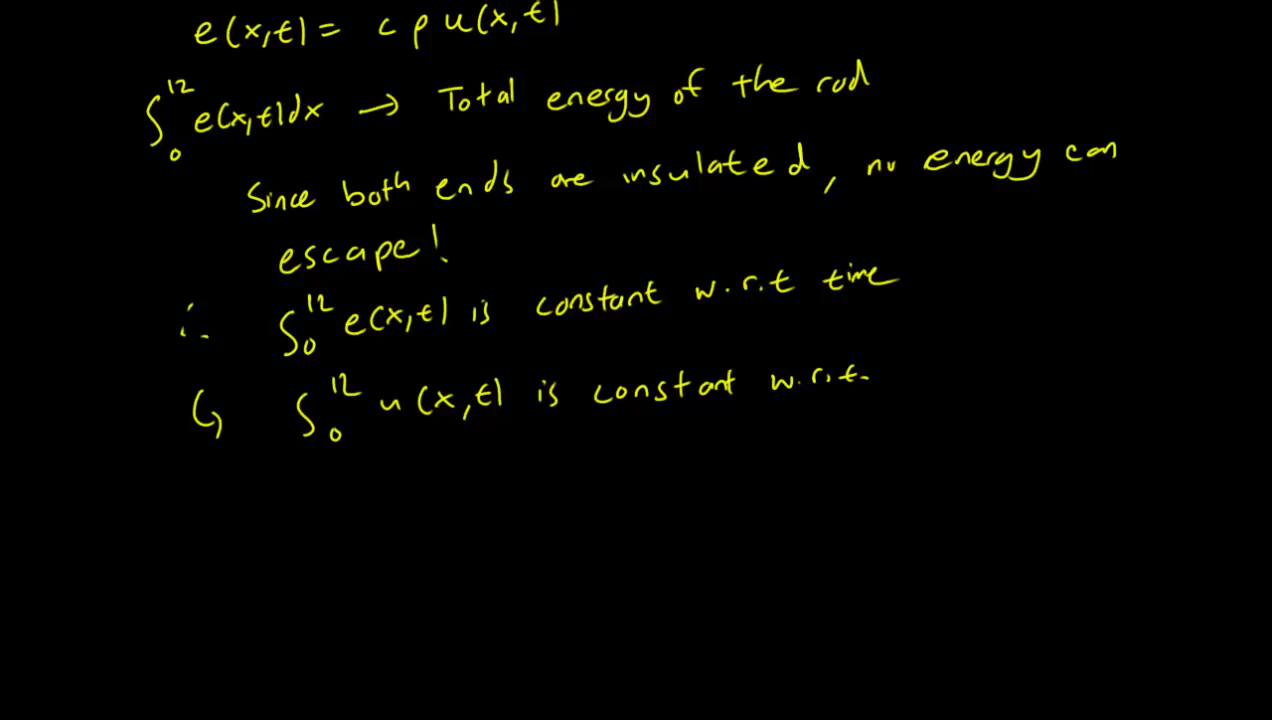 e(x,t) = c ρ u(x,t)
∫₀¹² e(x,t)dx → Total energy of the rod
Since both ends are insulated, no energy can
escape!
∴ ∫₀¹² e(x,t) is constant w.r.t time
↳ ∫₀¹² u(x,t) is constant w.r.t.